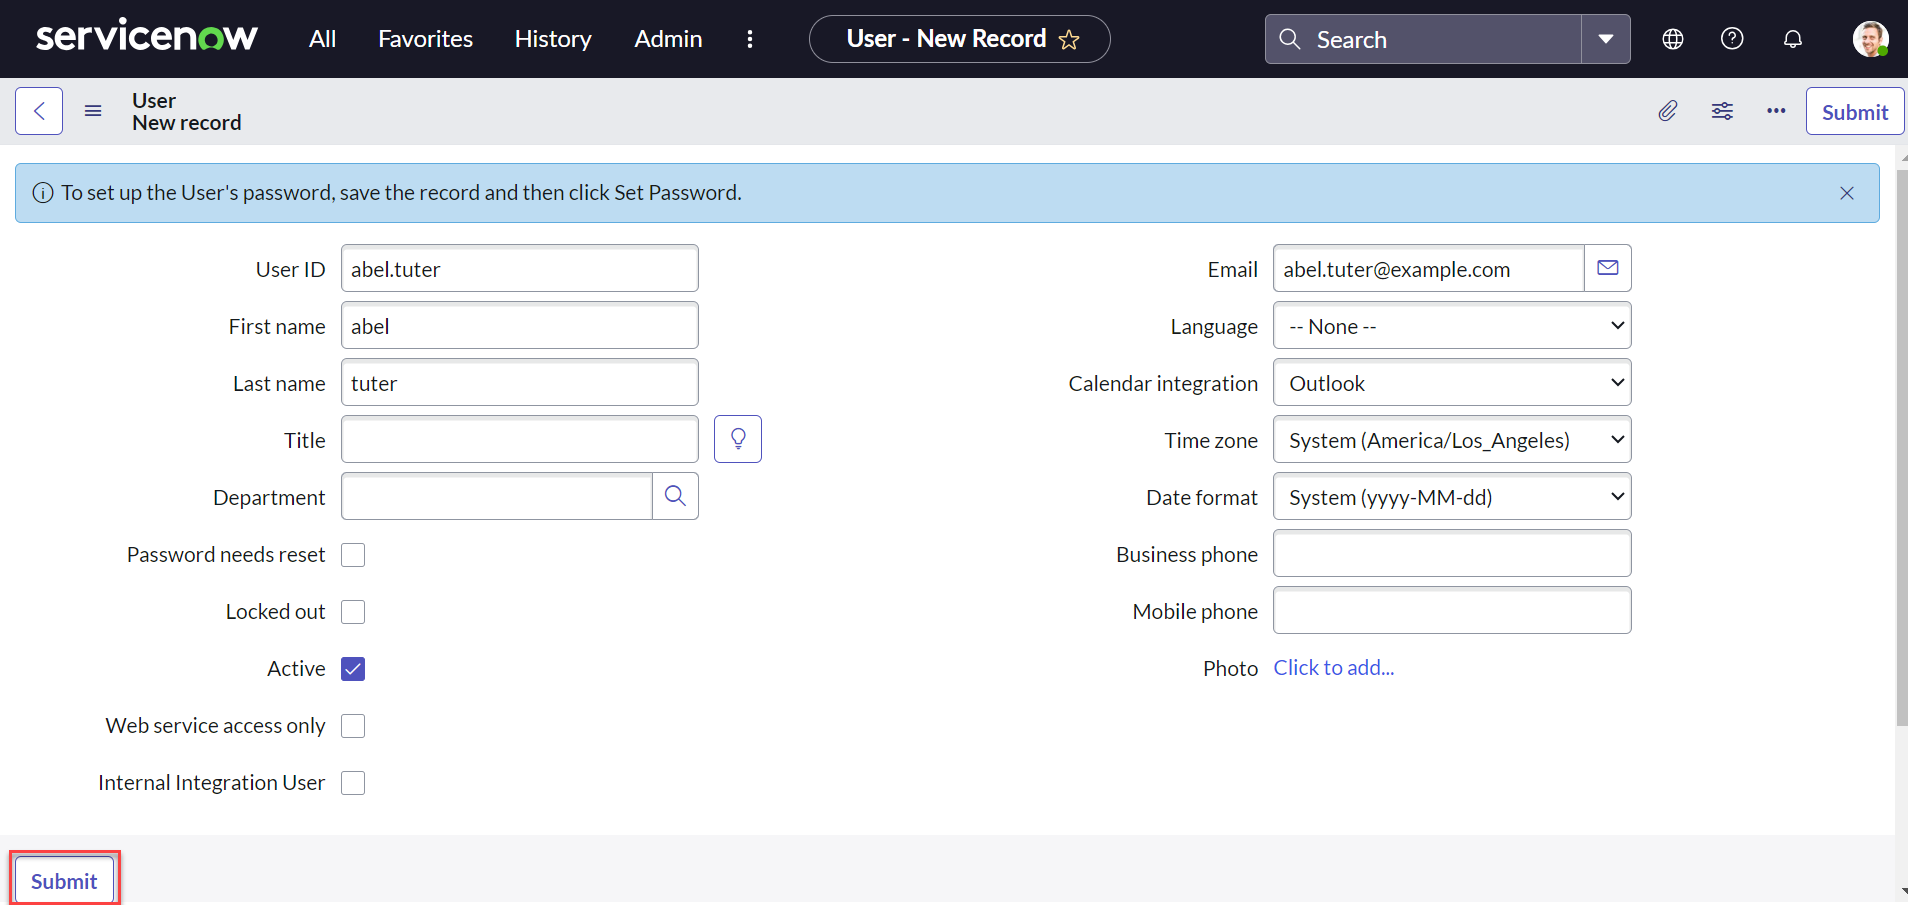 servicenow
All
Favorites
History
Admin
User - New Record
Search
User
New record
Submit
To set up the User's password, save the record and then click Set Password.
User ID
abel.tuter
First name
abel
Last name
tuter
Title
Department
Password needs reset
Locked out
Active
Web service access only
Internal Integration User
Email
abel.tuter@example.com
Language
-- None --
Calendar integration
Outlook
Time zone
System (America/Los_Angeles)
Date format
System (yyyy-MM-dd)
Business phone
Mobile phone
Photo
Click to add...
Submit